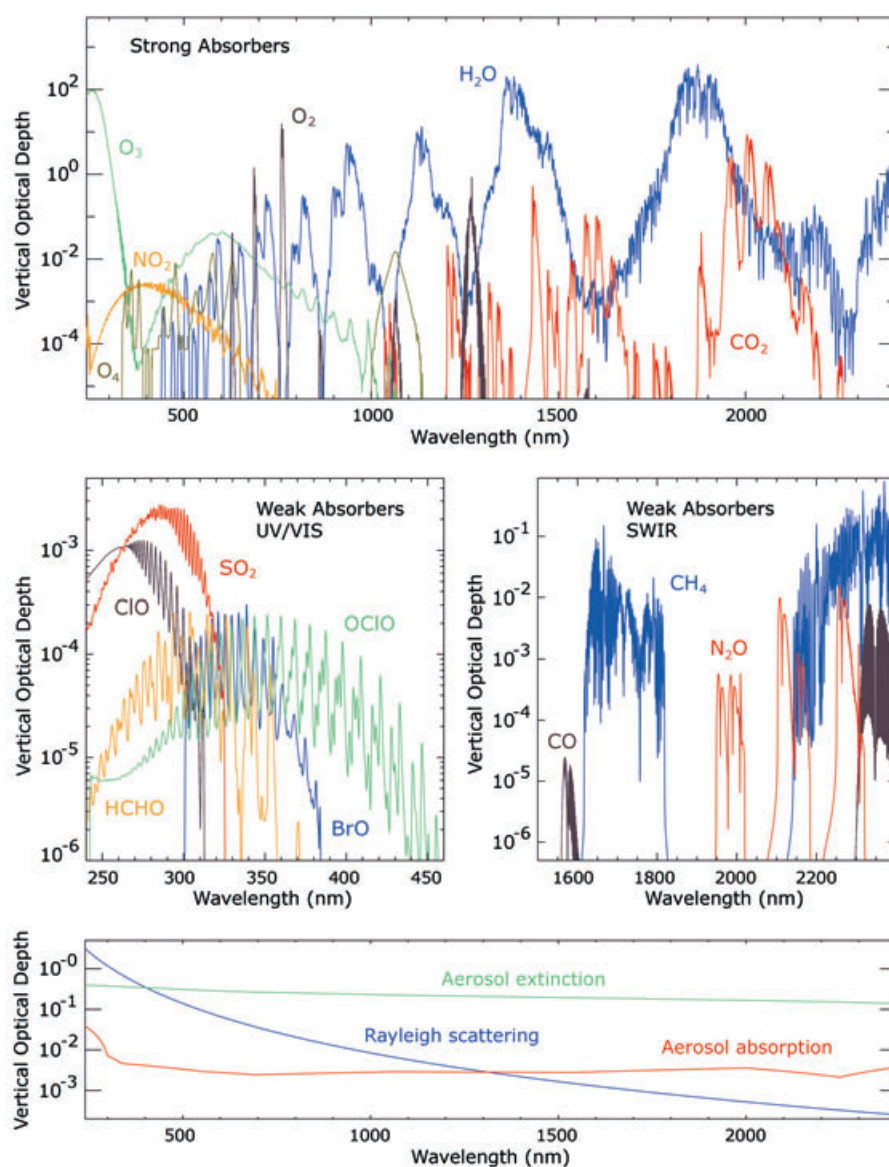 Strong Absorbers
H₂O
O₂
O₃
NO₂
O₄
CO₂
Vertical Optical Depth
10²
10⁰
10⁻²
10⁻⁴
500
1000
1500
2000
Wavelength (nm)
Weak Absorbers
UV/VIS
SO₂
ClO
OClO
HCHO
BrO
Vertical Optical Depth
10⁻³
10⁻⁴
10⁻⁵
10⁻⁶
250
300
350
400
450
Wavelength (nm)
Weak Absorbers
SWIR
CH₄
N₂O
CO
Vertical Optical Depth
10⁻¹
10⁻²
10⁻³
10⁻⁴
10⁻⁵
10⁻⁶
1600
1800
2000
2200
Wavelength (nm)
Aerosol extinction
Rayleigh scattering
Aerosol absorption
Vertical Optical Depth
10⁻⁰
10⁻¹
10⁻²
10⁻³
500
1000
1500
2000
Wavelength (nm)